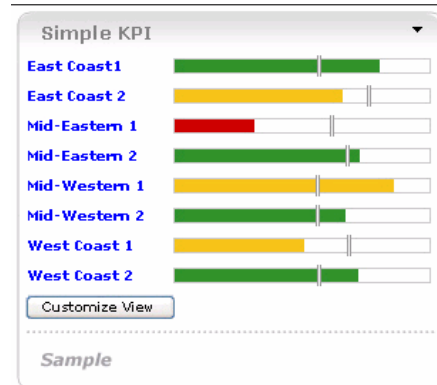 Simple KPI
East Coast1
East Coast 2
Mid-Eastern 1
Mid-Eastern 2
Mid-Western 1
Mid-Western 2
West Coast 1
West Coast 2
Customize View
Sample